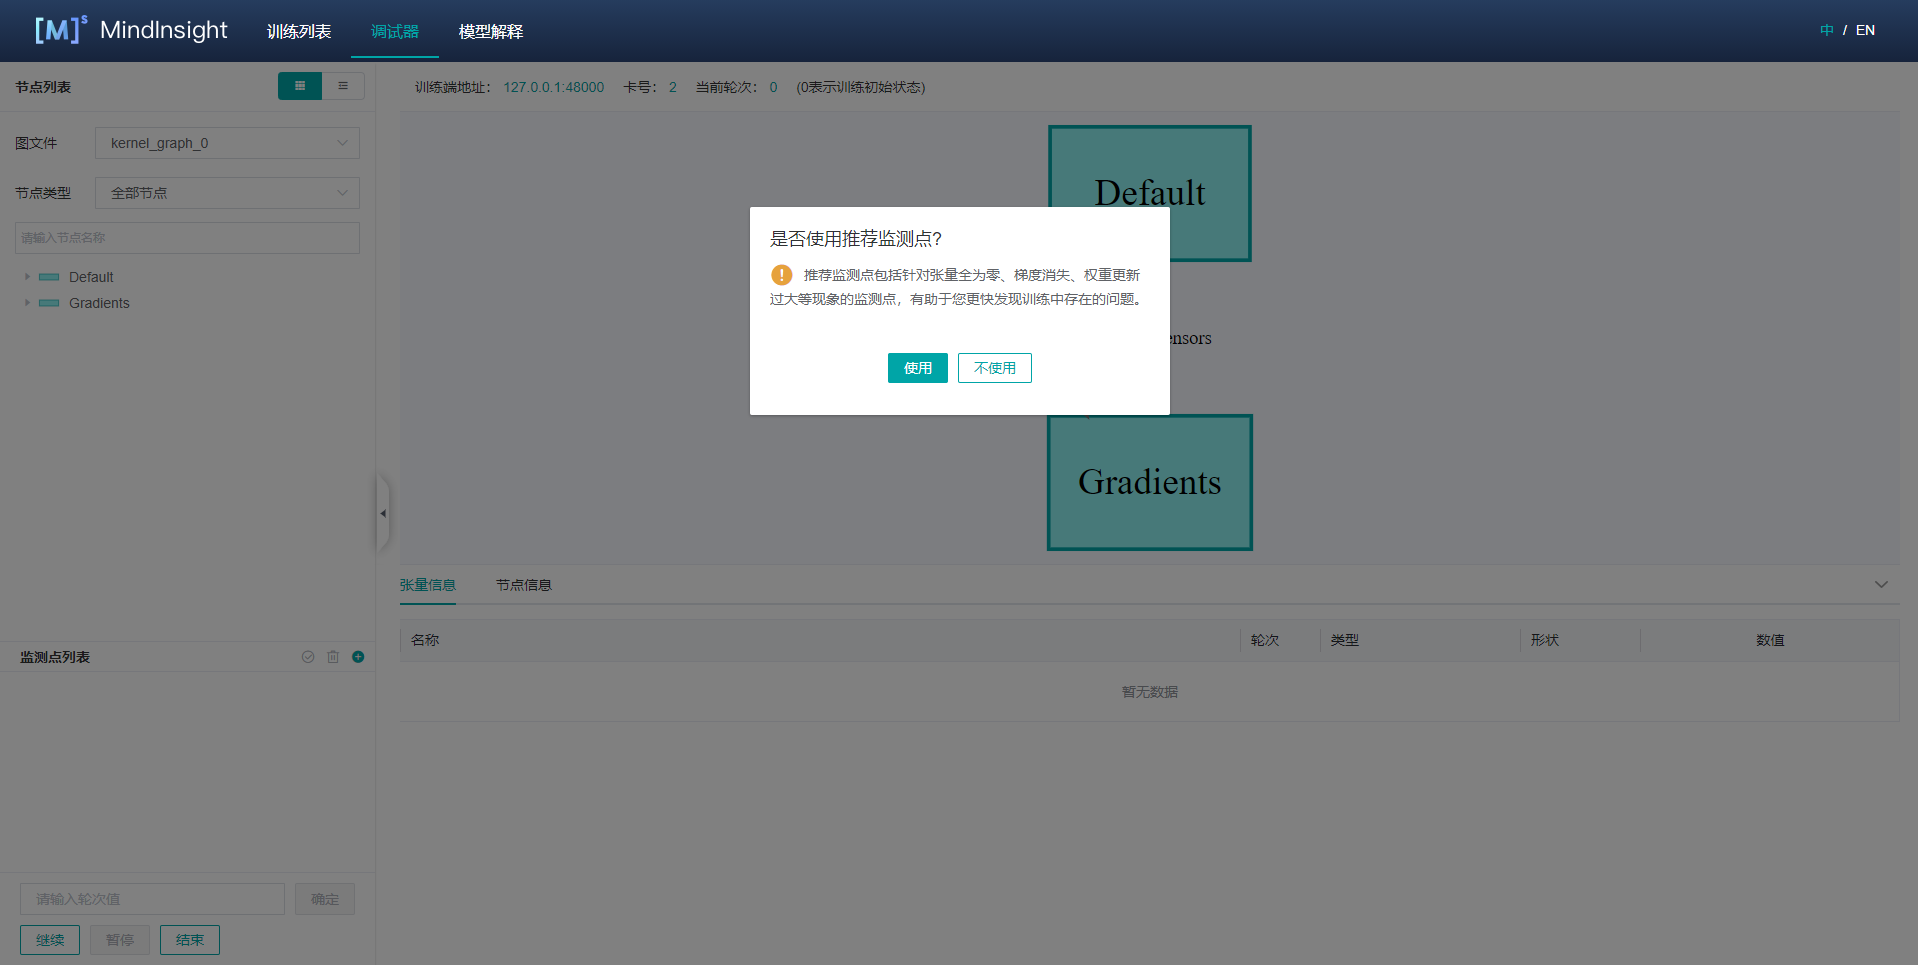 [M]s MindInsight 训练列表 调试器 模型解释 中 / EN
节点列表
训练端地址： 127.0.0.1:48000 卡号： 2 当前轮次： 0 (0表示训练初始状态)
图文件 kernel_graph_0
节点类型 全部节点
请输入节点名称
Default
Gradients
Default
是否使用推荐监测点?
推荐监测点包括针对张量全为零、梯度消失、权重更新
过大等现象的监测点，有助于您更快发现训练中存在的问题。
使用 不使用
Gradients
张量信息 节点信息
名称 轮次 类型 形状 数值
暂无数据
监测点列表
请输入轮次值 确定
继续 暂停 结束